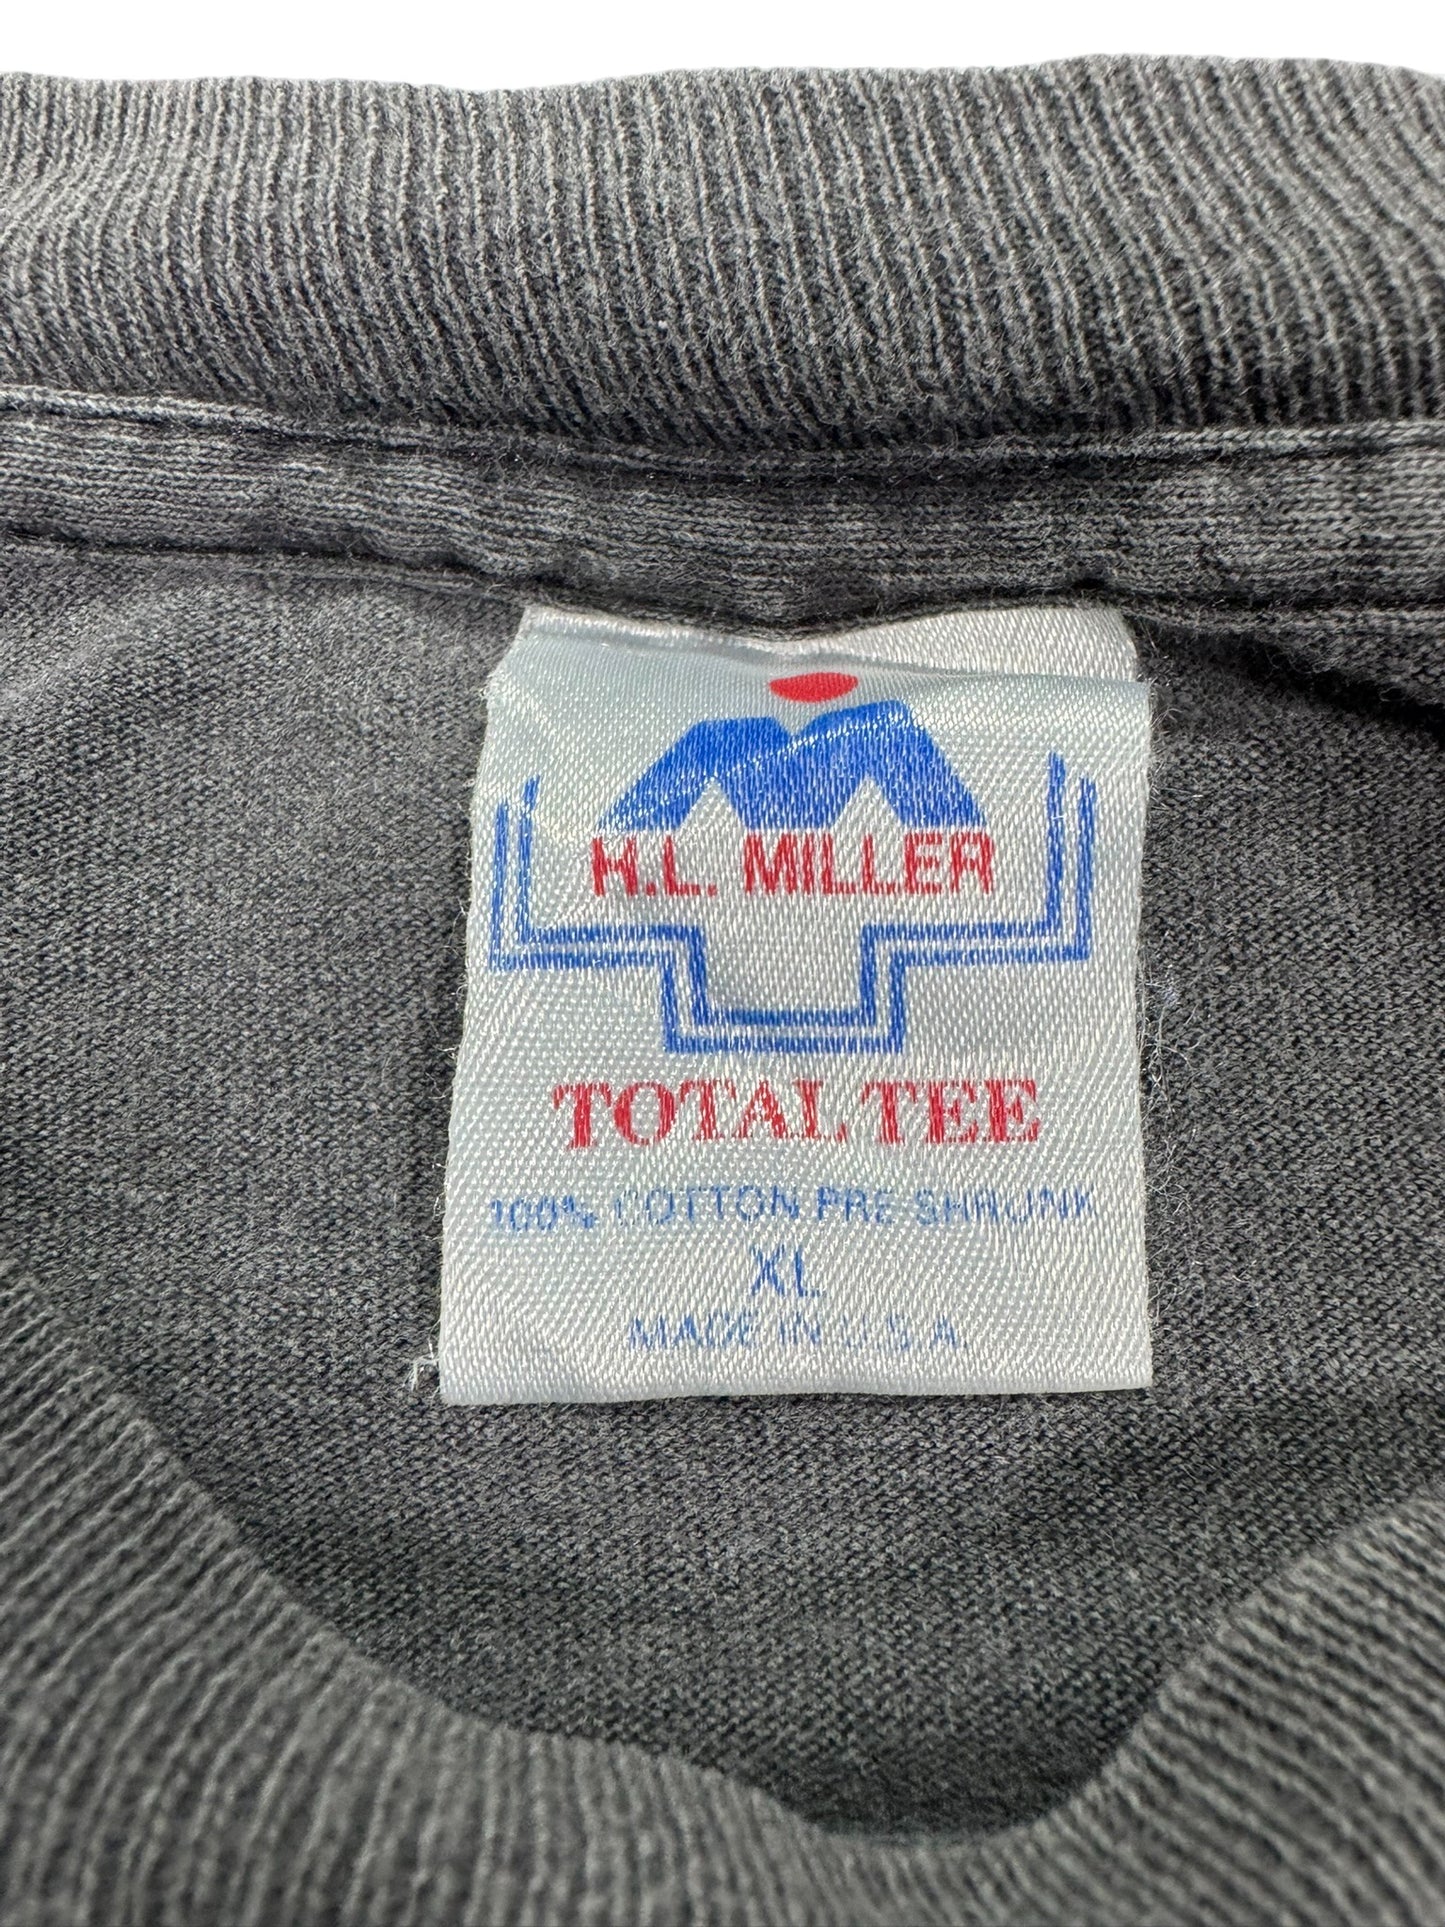 H.L. MILLER
TOTAL TEE
100% COTTON PRE SHRUNK
XL
MADE IN U.S.A.